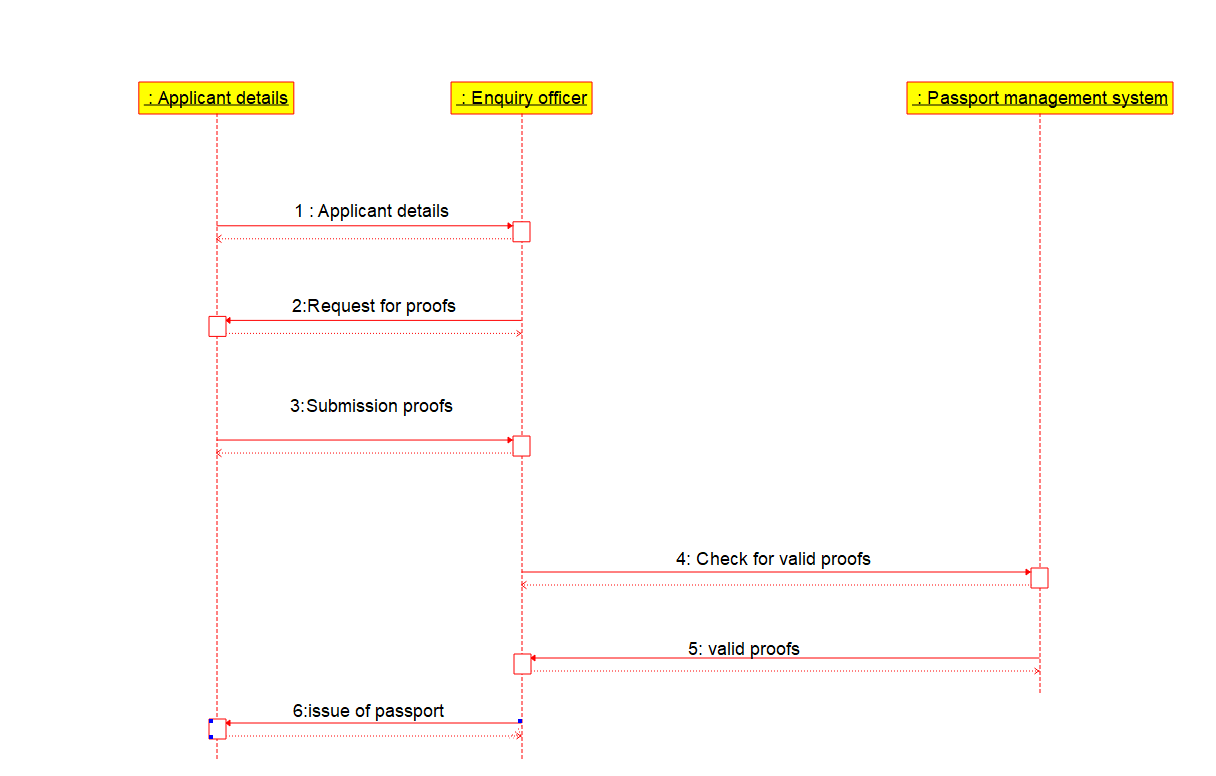 : Applicant details
: Enquiry officer
: Passport management system
1 : Applicant details
2:Request for proofs
3:Submission proofs
4: Check for valid proofs
5: valid proofs
6:issue of passport